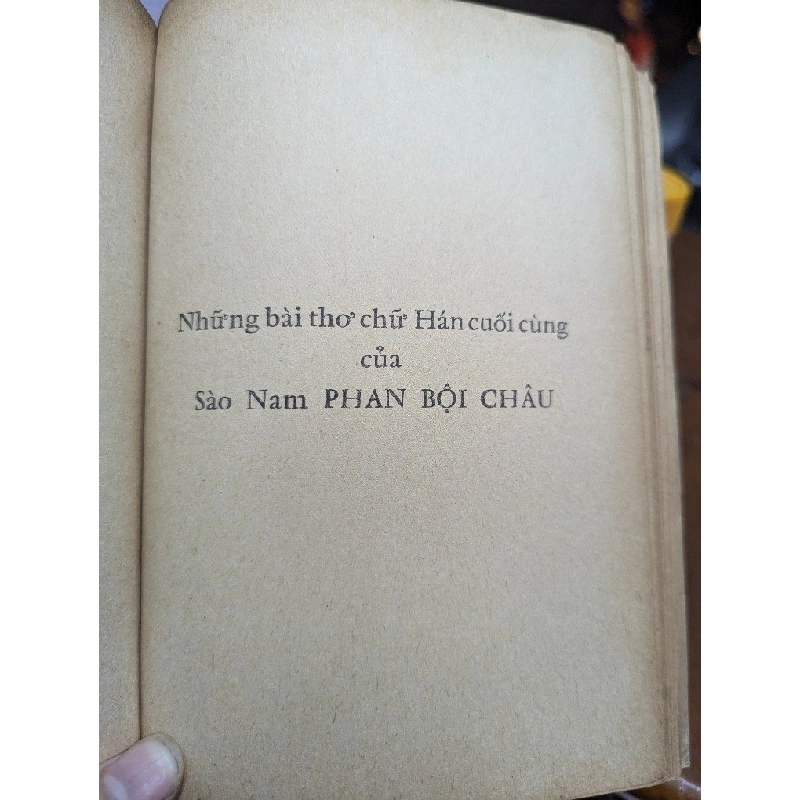 Những bài thơ chữ Hán cuối cùng
của
Sào Nam PHAN BỘI CHÂU